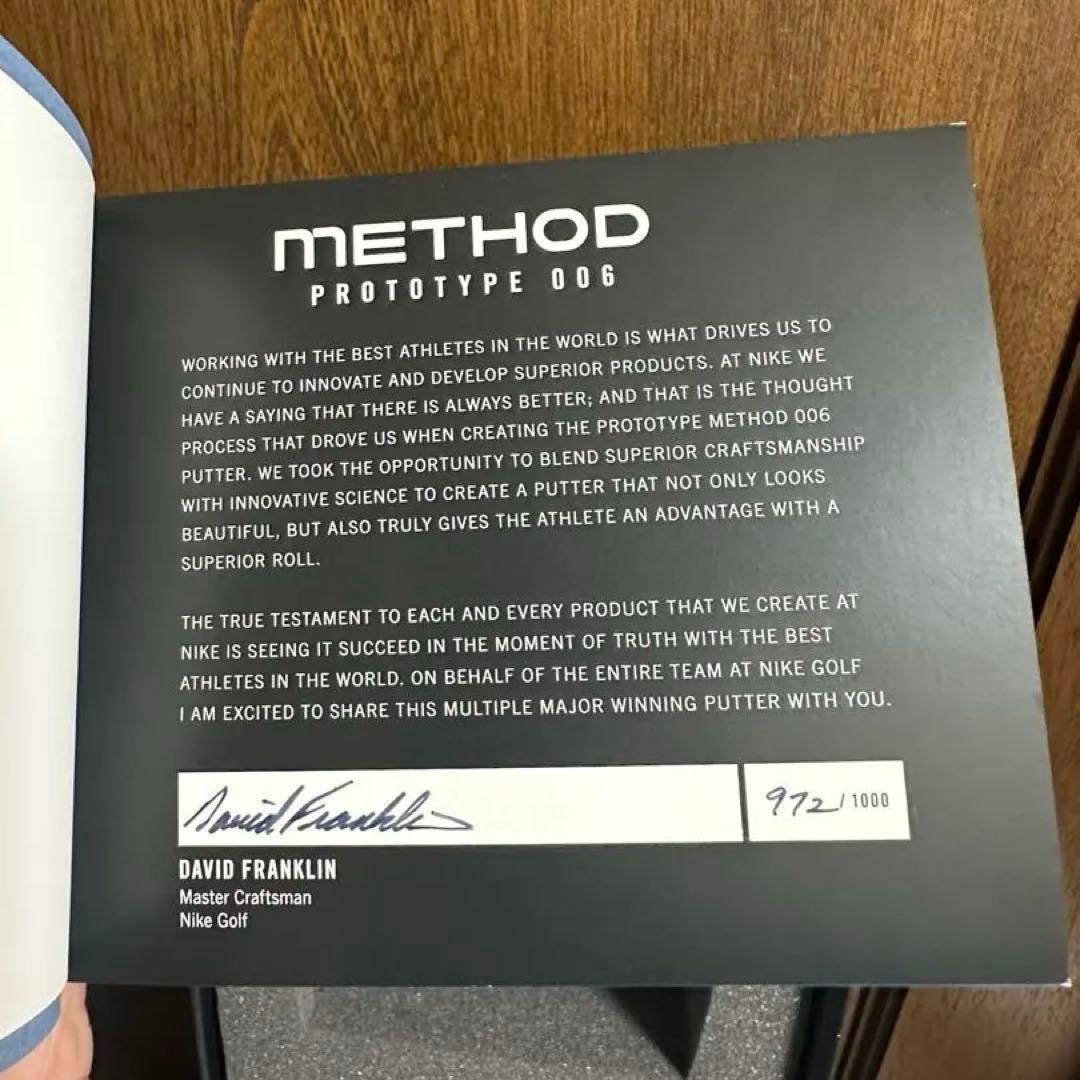 METHOD
PROTOTYPE 006
WORKING WITH THE BEST ATHLETES IN THE WORLD IS WHAT DRIVES US TO
CONTINUE TO INNOVATE AND DEVELOP SUPERIOR PRODUCTS. AT NIKE WE
HAVE A SAYING THAT THERE IS ALWAYS BETTER; AND THAT IS THE THOUGHT
PROCESS THAT DROVE US WHEN CREATING THE PROTOTYPE METHOD 006
PUTTER. WE TOOK THE OPPORTUNITY TO BLEND SUPERIOR CRAFTSMANSHIP
WITH INNOVATIVE SCIENCE TO CREATE A PUTTER THAT NOT ONLY LOOKS
BEAUTIFUL, BUT ALSO TRULY GIVES THE ATHLETE AN ADVANTAGE WITH A
SUPERIOR ROLL.
THE TRUE TESTAMENT TO EACH AND EVERY PRODUCT THAT WE CREATE AT
NIKE IS SEEING IT SUCCEED IN THE MOMENT OF TRUTH WITH THE BEST
ATHLETES IN THE WORLD. ON BEHALF OF THE ENTIRE TEAM AT NIKE GOLF
I AM EXCITED TO SHARE THIS MULTIPLE MAJOR WINNING PUTTER WITH YOU.
David Franklin
972/1000
DAVID FRANKLIN
Master Craftsman
Nike Golf